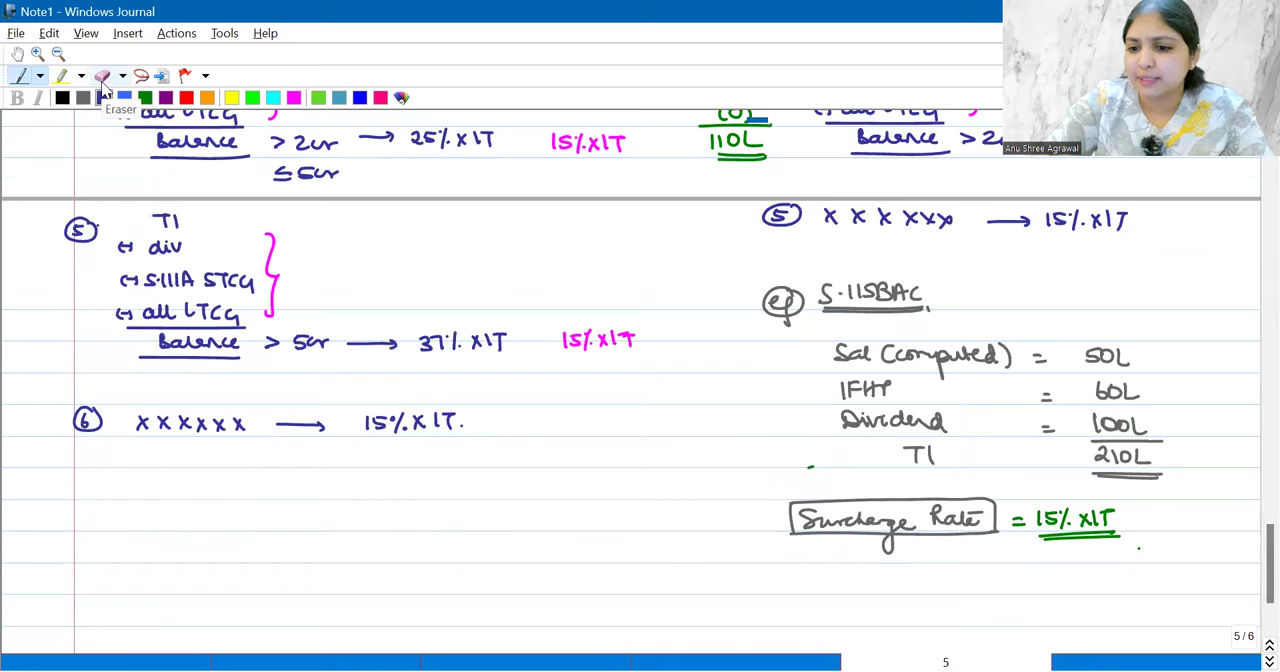 Note1 - Windows Journal
File Edit View Insert Actions Tools Help
B I
Eraser
Anu Shree Agrawal
all LTCG
Balance > 2cr → 25% x IT 15% x IT
≤ 5cr
110L
Balance > 2
⑤ TI
(-) div
(-) S.111A STCG
(-) all LTCG
Balance > 5cr → 37% x IT 15% x IT
⑥ x x x x x x → 15% x IT.
⑤ x x x x x x → 15% x IT
eg S.115BAC
Sal (computed) = 50L
IFHP = 60L
Dividend = 100L
TI 210L
Surcharge Rate = 15% x IT
5 / 6
5